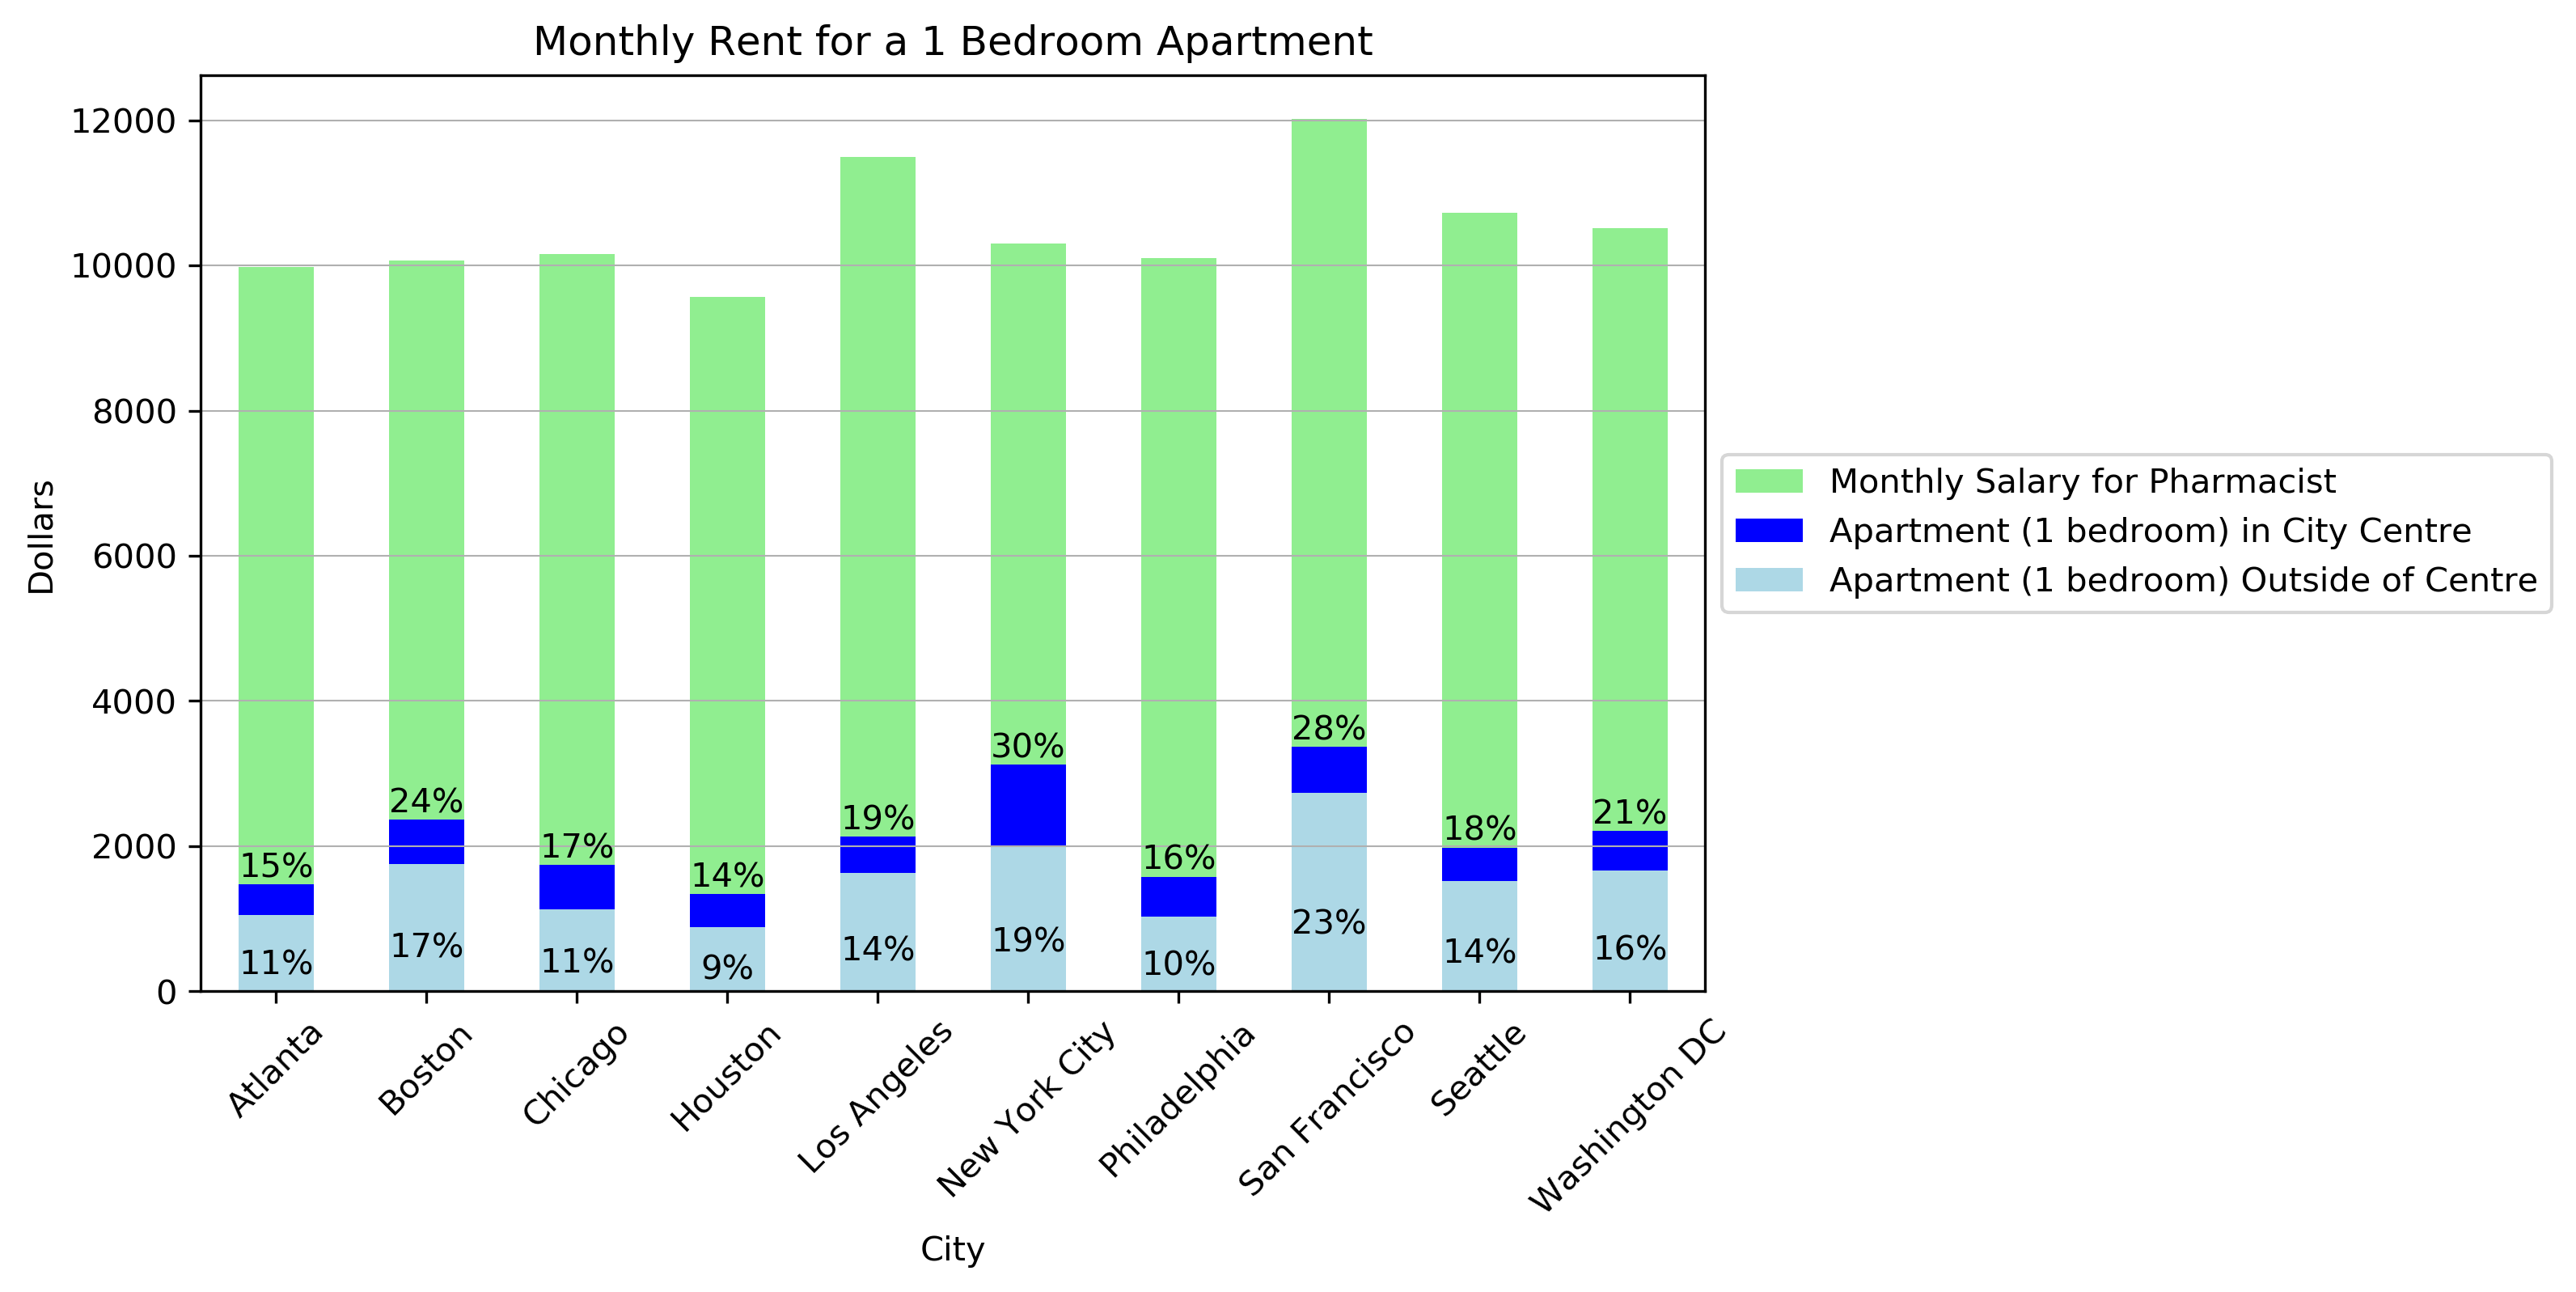 Monthly Rent for a 1 Bedroom Apartment
Dollars
12000
10000
8000
6000
4000
2000
0
15%
24%
17%
14%
19%
30%
16%
28%
18%
21%
11%
17%
11%
9%
14%
19%
10%
23%
14%
16%
Atlanta
Boston
Chicago
Houston
Los Angeles
New York City
Philadelphia
San Francisco
Seattle
Washington DC
City
Monthly Salary for Pharmacist
Apartment (1 bedroom) in City Centre
Apartment (1 bedroom) Outside of Centre